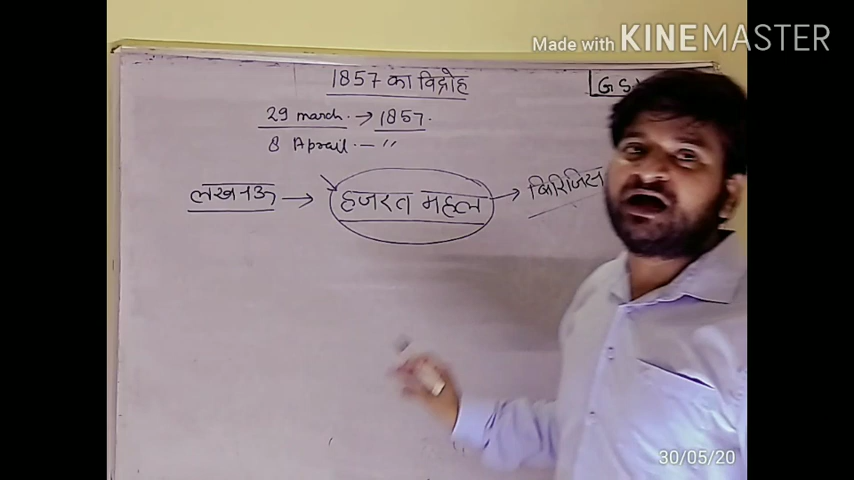 Made with KINEMASTER
1857 का विद्रोह
G S
29 march. → 1857.
8 Aprail. — "
लखनऊ → हजरत महल → बिरिजिस
30/05/20